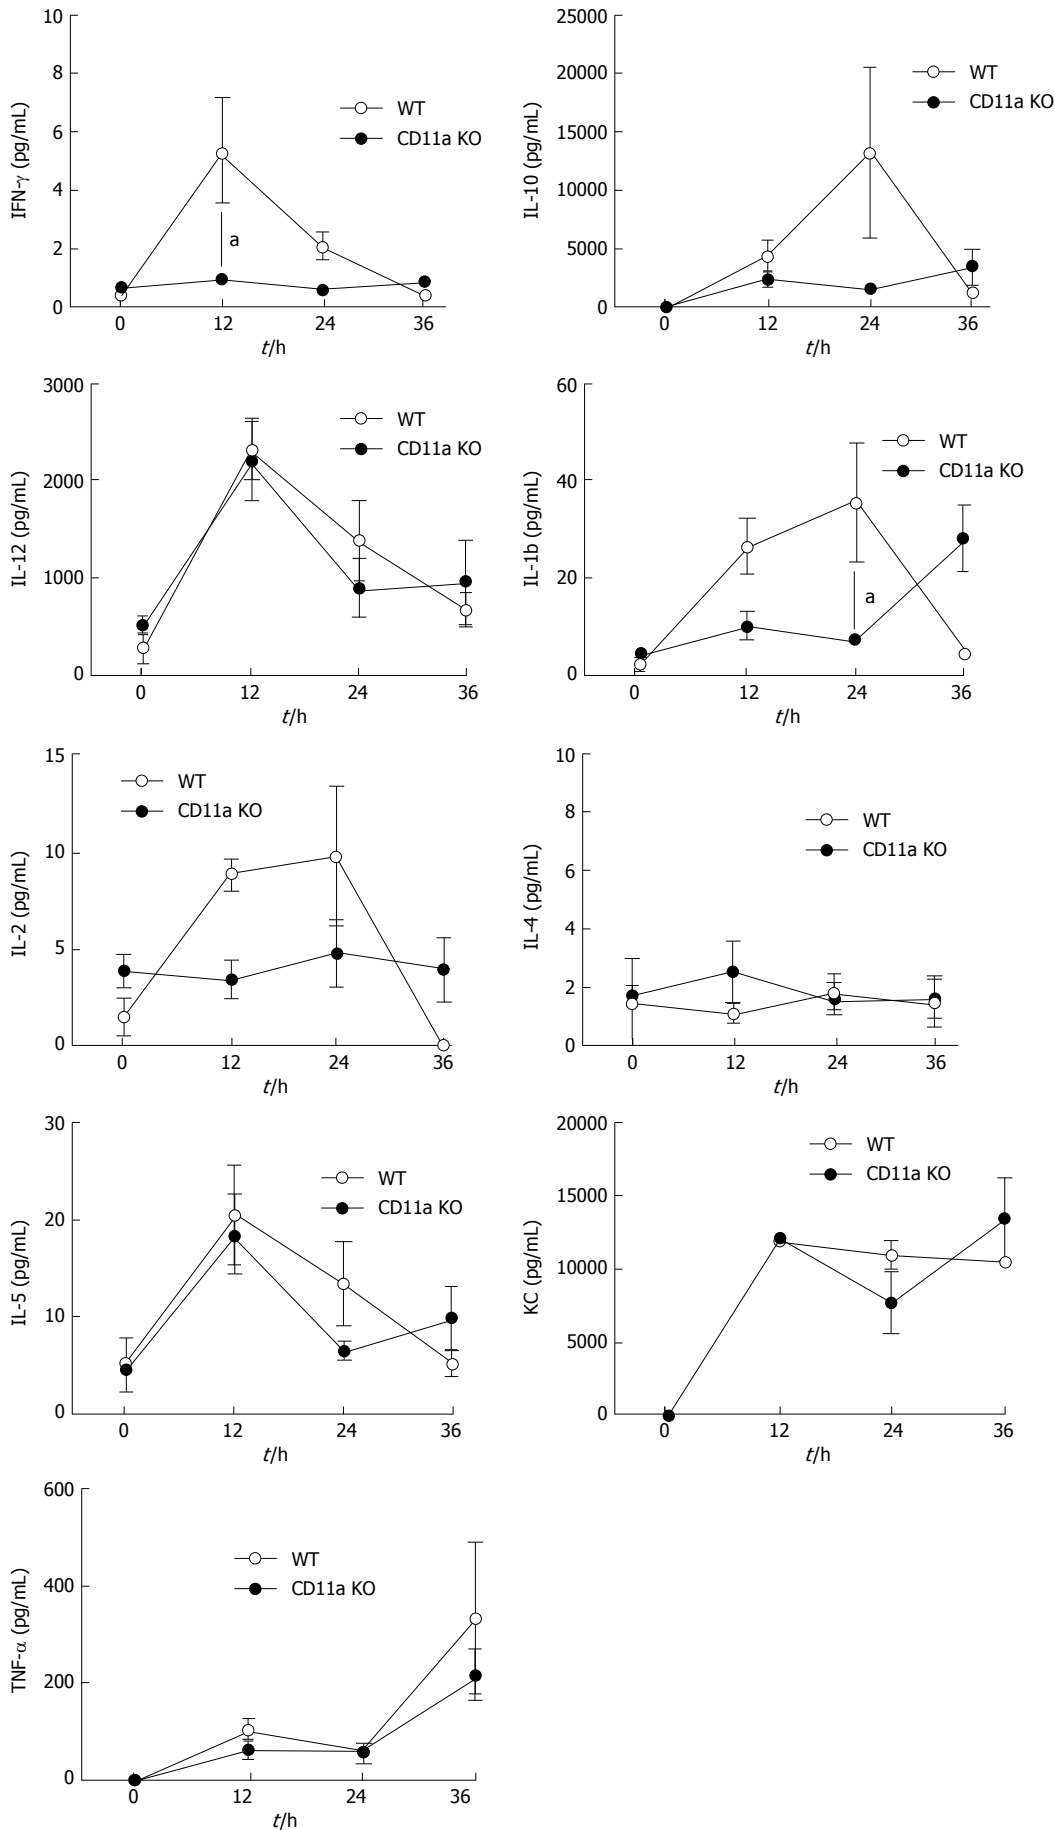 10
8
6
4
2
0
IFN-γ (pg/mL)
WT
CD11a KO
a
0 12 24 36
t/h
25000
20000
15000
10000
5000
0
IL-10 (pg/mL)
WT
CD11a KO
0 12 24 36
t/h
3000
2000
1000
0
IL-12 (pg/mL)
WT
CD11a KO
0 12 24 36
t/h
60
40
20
0
IL-1b (pg/mL)
WT
CD11a KO
a
0 12 24 36
t/h
15
10
5
0
IL-2 (pg/mL)
WT
CD11a KO
0 12 24 36
t/h
10
8
6
4
2
0
IL-4 (pg/mL)
WT
CD11a KO
0 12 24 36
t/h
30
20
10
0
IL-5 (pg/mL)
WT
CD11a KO
0 12 24 36
t/h
20000
15000
10000
5000
0
KC (pg/mL)
WT
CD11a KO
0 12 24 36
t/h
600
400
200
0
TNF-α (pg/mL)
WT
CD11a KO
0 12 24 36
t/h